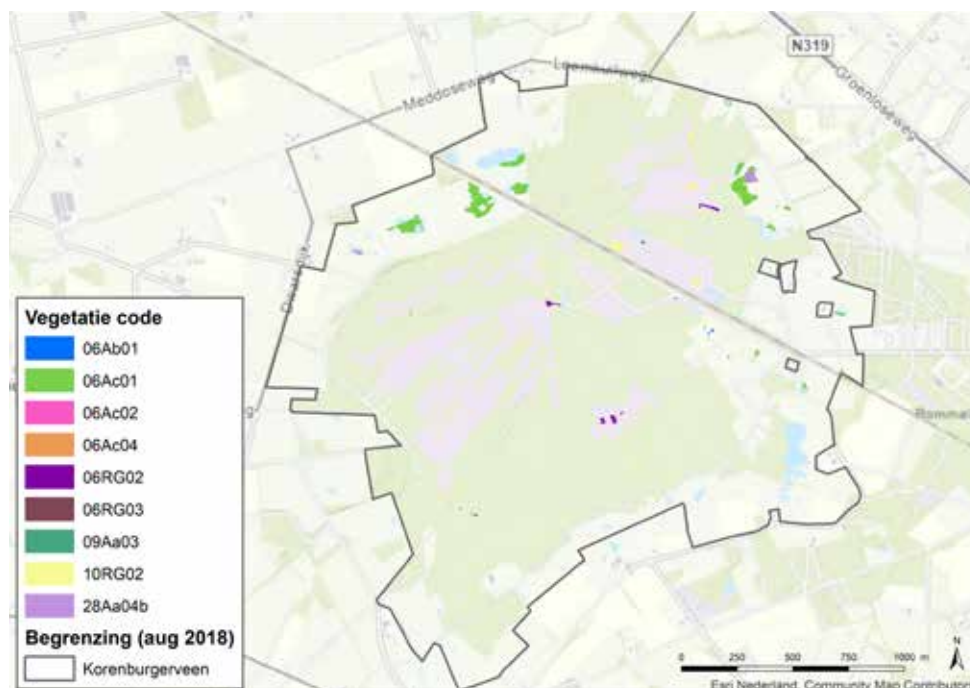 N319
Groenloseweg
Meddoseweg
Vegetatie code
06Ab01
06Ac01
06Ac02
06Ac04
06RG02
06RG03
09Aa03
10RG02
28Aa04b
Begrenzing (aug 2018)
Korenburgerveen
N
0 250 500 750 1000 m
Esri Nederland, Community Map Contributors